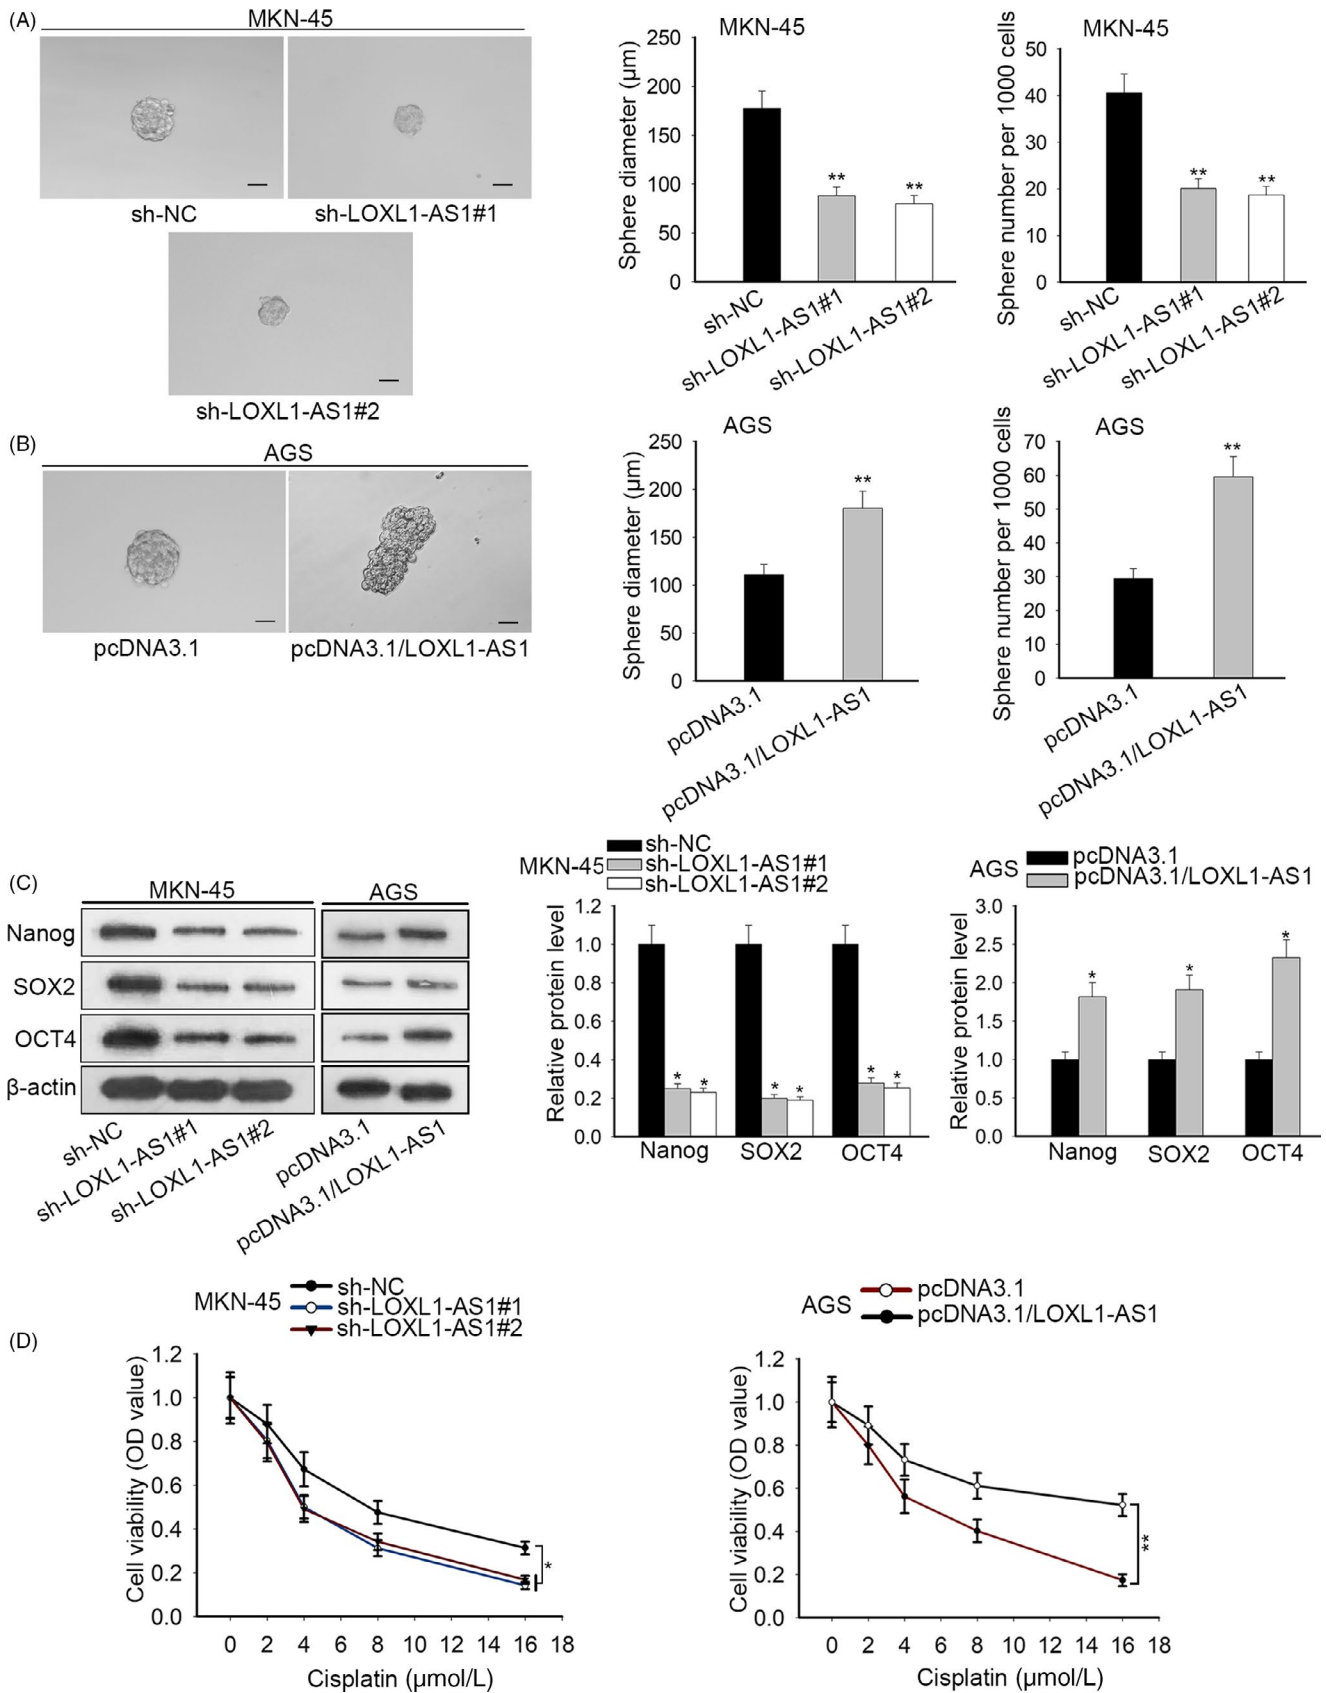 (A)
MKN-45
sh-NC
sh-LOXL1-AS1#1
sh-LOXL1-AS1#2
MKN-45
Sphere diameter (μm)
250
200
150
100
50
0
**
**
sh-NC
sh-LOXL1-AS1#1
sh-LOXL1-AS1#2
MKN-45
Sphere number per 1000 cells
50
40
30
20
10
0
**
**
sh-NC
sh-LOXL1-AS1#1
sh-LOXL1-AS1#2
(B)
AGS
pcDNA3.1
pcDNA3.1/LOXL1-AS1
AGS
Sphere diameter (μm)
250
200
150
100
50
0
**
pcDNA3.1
pcDNA3.1/LOXL1-AS1
AGS
Sphere number per 1000 cells
70
60
50
40
30
20
10
0
**
pcDNA3.1
pcDNA3.1/LOXL1-AS1
(C)
MKN-45
AGS
Nanog
SOX2
OCT4
β-actin
sh-NC
sh-LOXL1-AS1#1
sh-LOXL1-AS1#2
pcDNA3.1
pcDNA3.1/LOXL1-AS1
MKN-45
sh-NC
sh-LOXL1-AS1#1
sh-LOXL1-AS1#2
Relative protein level
1.2
1.0
0.8
0.6
0.4
0.2
0.0
* *
* *
* *
Nanog SOX2 OCT4
AGS
pcDNA3.1
pcDNA3.1/LOXL1-AS1
Relative protein level
3.0
2.5
2.0
1.5
1.0
0.5
0.0
*
*
*
Nanog SOX2 OCT4
(D)
MKN-45
sh-NC
sh-LOXL1-AS1#1
sh-LOXL1-AS1#2
Cell viability (OD value)
1.2
1.0
0.8
0.6
0.4
0.2
0.0
*
0 2 4 6 8 10 12 14 16 18
Cisplatin (μmol/L)
AGS
pcDNA3.1
pcDNA3.1/LOXL1-AS1
Cell viability (OD value)
1.2
1.0
0.8
0.6
0.4
0.2
0.0
**
0 2 4 6 8 10 12 14 16 18
Cisplatin (μmol/L)